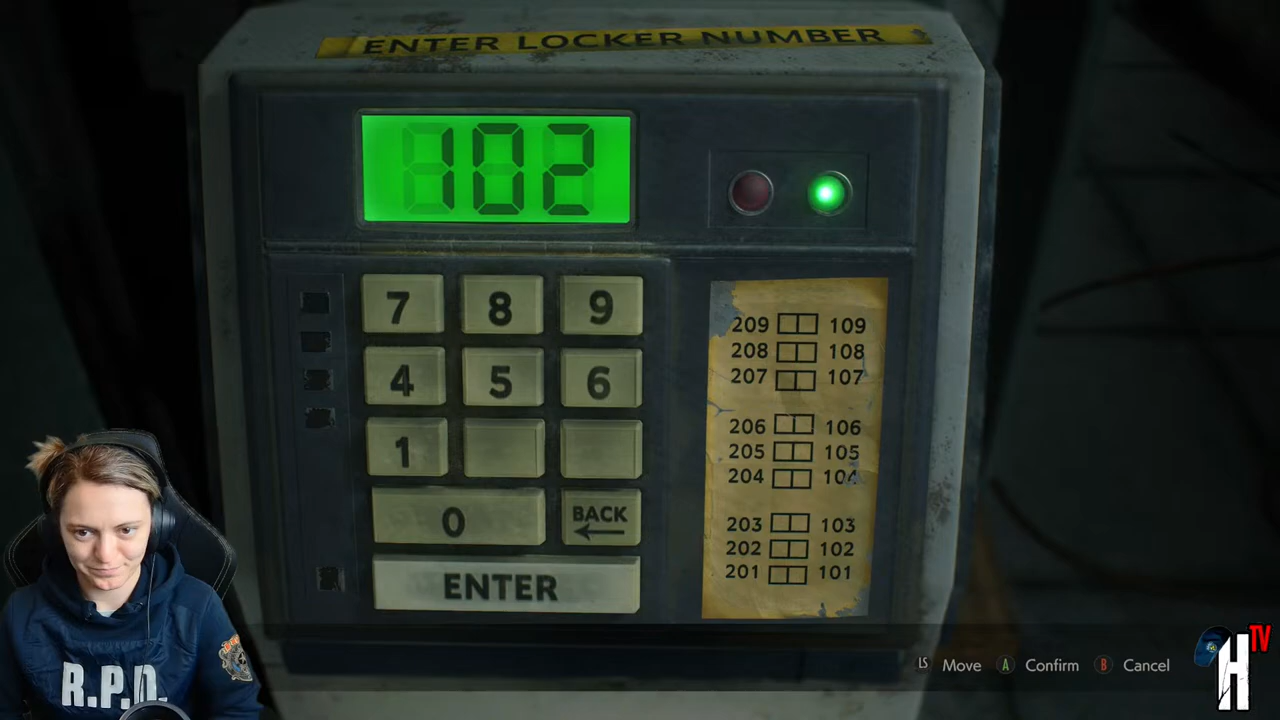 ENTER LOCKER NUMBER
102
7 8 9
4 5 6
1
0 BACK
ENTER
209 109
208 108
207 107
206 106
205 105
204 104
203 103
202 102
201 101
LS Move A Confirm B Cancel
R.P.D.
H TV